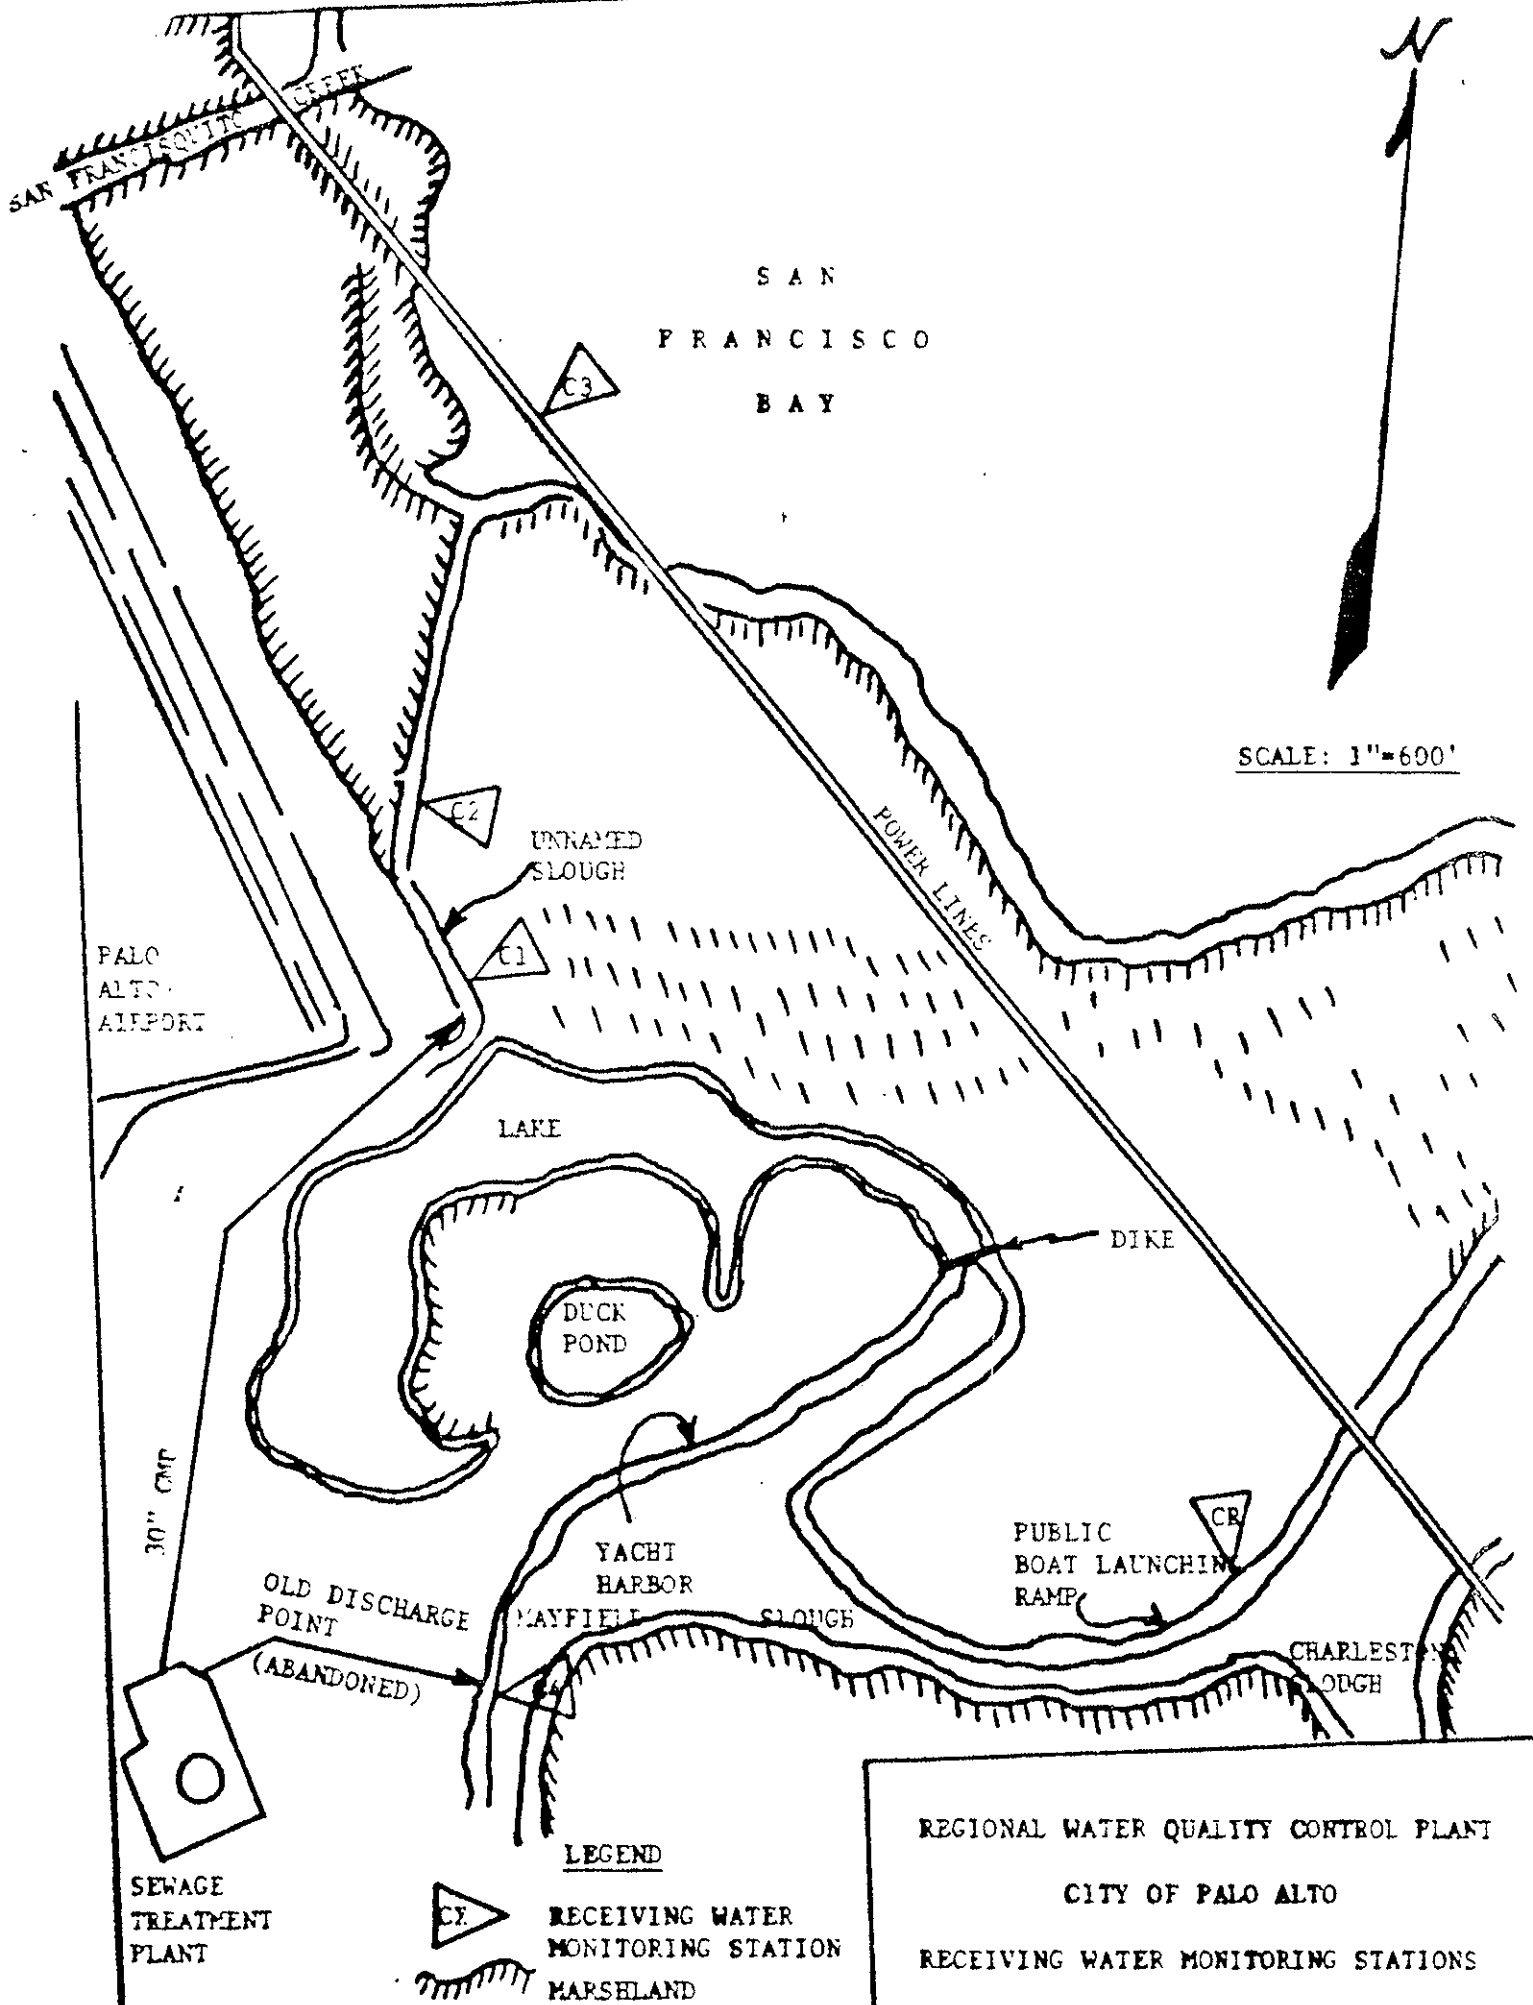 N
SAN FRANCISQUITO CREEK
SAN
FRANCISCO
BAY
C3
SCALE: 1"=600'
C2
UNNAMED
SLOUGH
POWER LINES
C1
PALO
ALTO
AIRPORT
LAKE
DIKE
DUCK
POND
30" CMP
CR
PUBLIC
BOAT LAUNCHING
RAMP
YACHT
HARBOR
OLD DISCHARGE
POINT
(ABANDONED)
MAYFIELD SLOUGH
CHARLESTON
SLOUGH
SEWAGE
TREATMENT
PLANT
LEGEND
CX
RECEIVING WATER
MONITORING STATION
MARSHLAND
REGIONAL WATER QUALITY CONTROL PLANT
CITY OF PALO ALTO
RECEIVING WATER MONITORING STATIONS